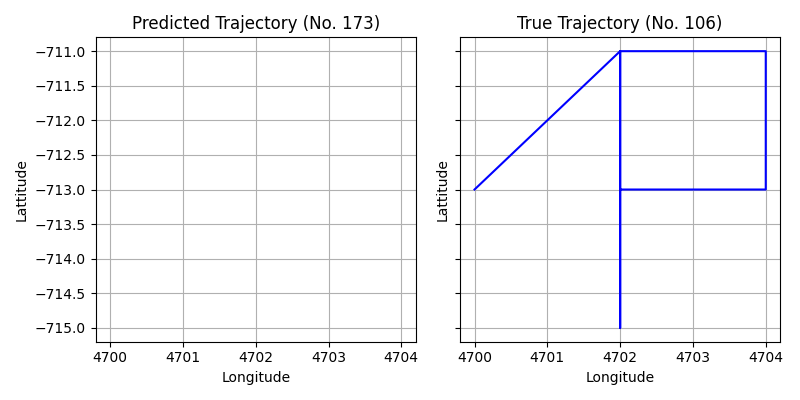 Predicted Trajectory (No. 173)
Lattitude
−711.0
−711.5
−712.0
−712.5
−713.0
−713.5
−714.0
−714.5
−715.0
4700 4701 4702 4703 4704
Longitude
True Trajectory (No. 106)
Lattitude
4700 4701 4702 4703 4704
Longitude